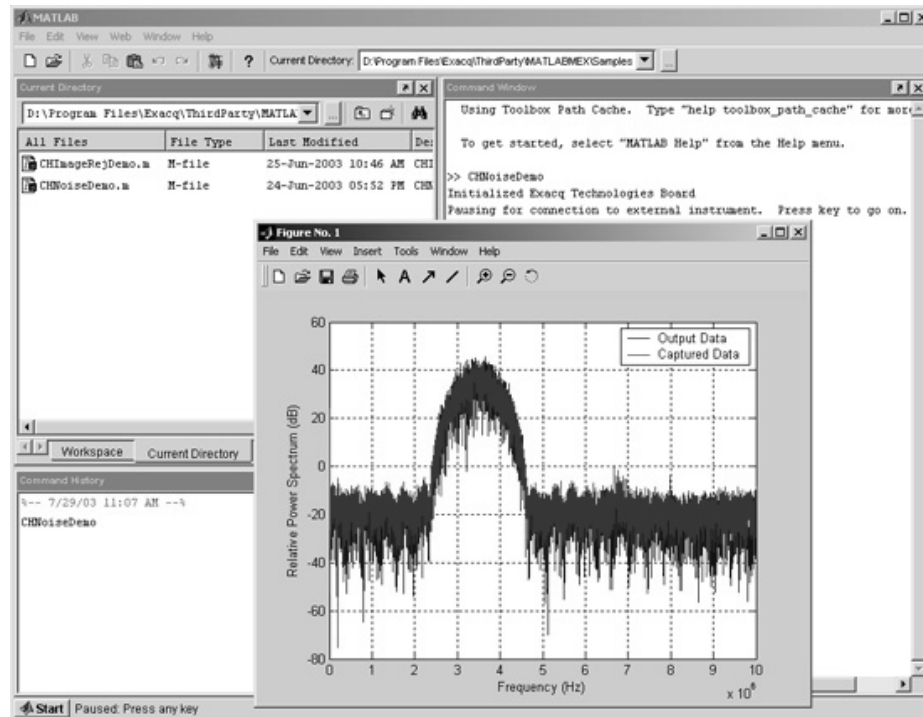 MATLAB
File Edit View Web Window Help
? Current Directory: D:\Program Files\Exacq\ThirdParty\MATLABMEX\Samples ...
Current Directory
D:\Program Files\Exacq\ThirdParty\MATLA ...
All Files File Type Last Modified De
CHImageRejDemo.m M-file 25-Jun-2003 10:46 AM CHI
CHNoiseDemo.m M-file 24-Jun-2003 05:52 PM CHN
Workspace Current Directory
Command History
%-- 7/29/03 11:07 AM --%
CHNoiseDemo
Command Window
Using Toolbox Path Cache. Type "help toolbox_path_cache" for more
To get started, select "MATLAB Help" from the Help menu.
>> CHNoiseDemo
Initialized Exacq Technologies Board
Pausing for connection to external instrument. Press key to go on.
Figure No. 1
File Edit View Insert Tools Window Help
A
Output Data
Captured Data
Relative Power Spectrum (dB)
60
40
20
0
-20
-40
-60
-80
0 1 2 3 4 5 6 7 8 9 10
Frequency (Hz)
x 10⁶
Start Paused: Press any key